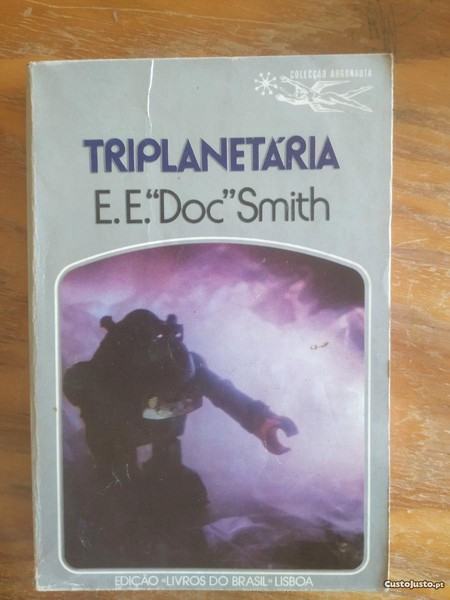 COLECÇÃO ARGONAUTA
TRIPLANETÁRIA
E. E. “Doc” Smith
EDIÇÃO «LIVROS DO BRASIL» LISBOA
CustoJusto.pt